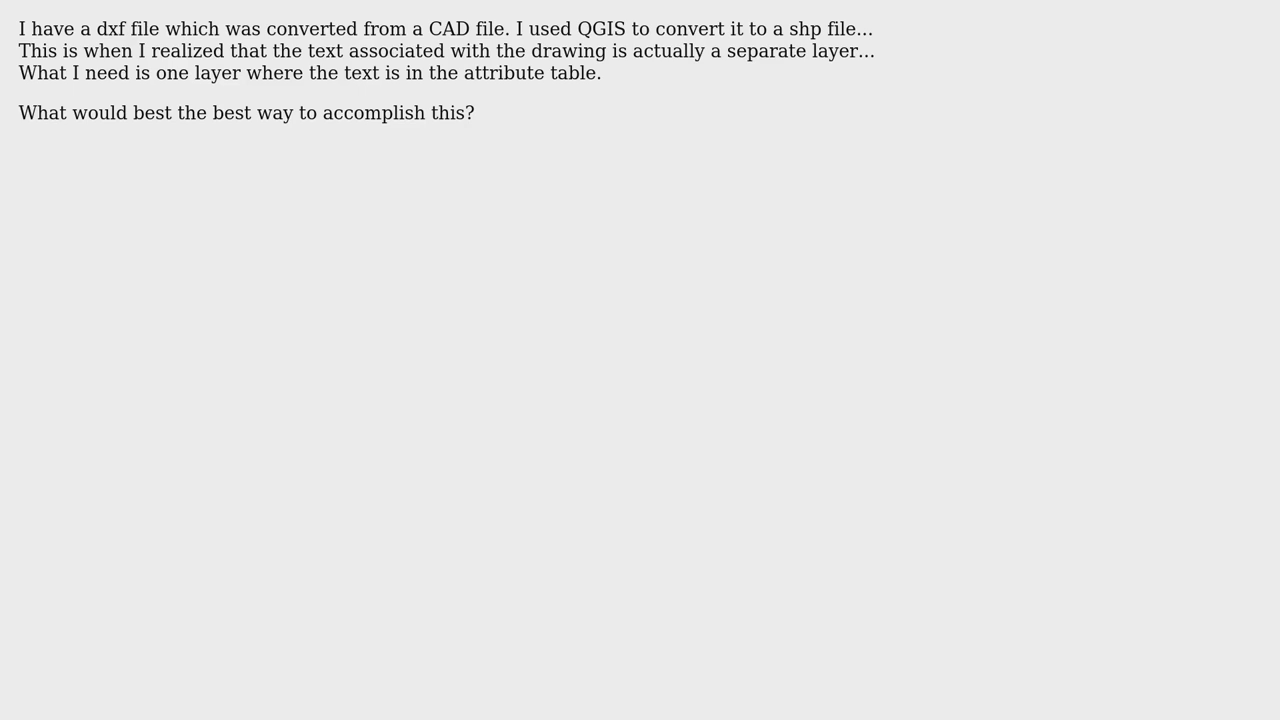 I have a dxf file which was converted from a CAD file. I used QGIS to convert it to a shp file...
This is when I realized that the text associated with the drawing is actually a separate layer...
What I need is one layer where the text is in the attribute table.
What would best the best way to accomplish this?